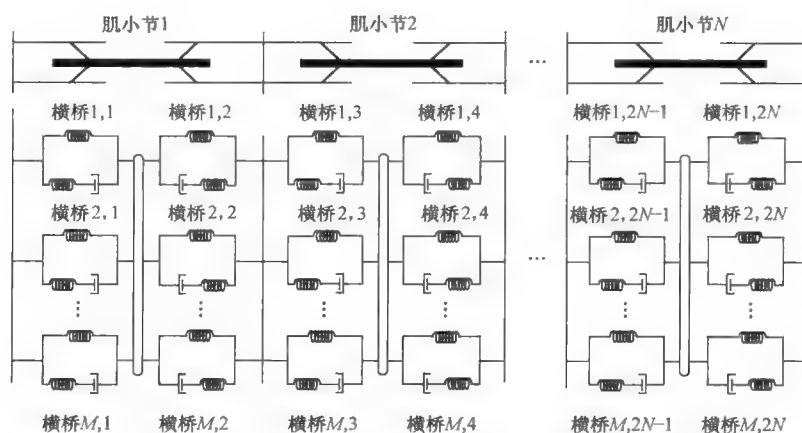 肌小节1 肌小节2 肌小节N
...
横桥1,1 横桥1,2 横桥1,3 横桥1,4 横桥1,2N-1 横桥1,2N
横桥2,1 横桥2,2 横桥2,3 横桥2,4 横桥2,2N-1 横桥2,2N
...
横桥M,1 横桥M,2 横桥M,3 横桥M,4 横桥M,2N-1 横桥M,2N